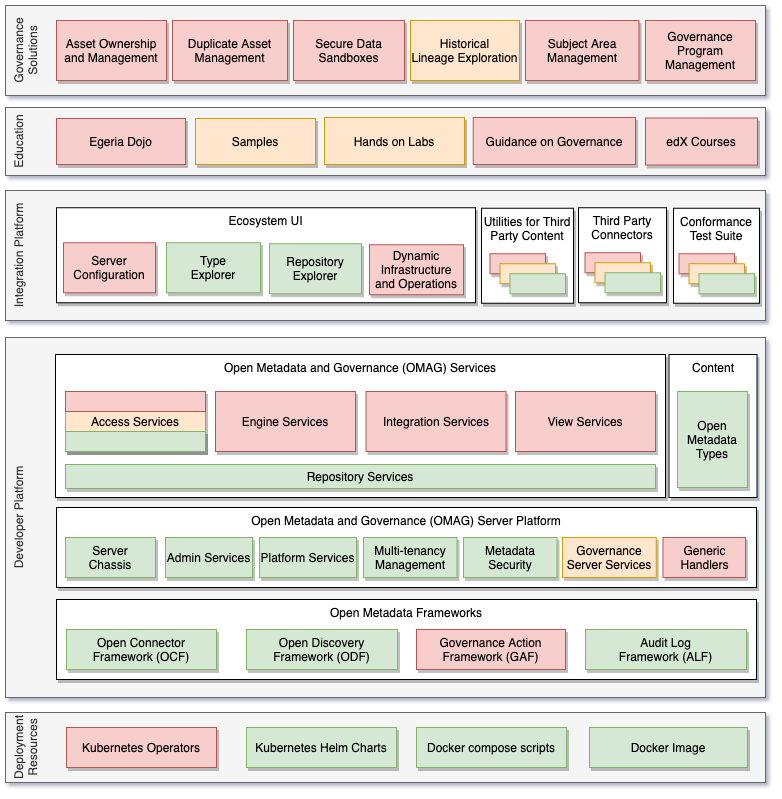 Governance
Solutions
Asset Ownership
and Management
Duplicate Asset
Management
Secure Data
Sandboxes
Historical
Lineage Exploration
Subject Area
Management
Governance
Program
Management
Education
Egeria Dojo
Samples
Hands on Labs
Guidance on Governance
edX Courses
Integration Platform
Ecosystem UI
Server
Configuration
Type
Explorer
Repository
Explorer
Dynamic
Infrastructure
and Operations
Utilities for Third
Party Content
Third Party
Connectors
Conformance
Test Suite
Developer Platform
Open Metadata and Governance (OMAG) Services
Access Services
Engine Services
Integration Services
View Services
Repository Services
Content
Open
Metadata
Types
Open Metadata and Governance (OMAG) Server Platform
Server
Chassis
Admin Services
Platform Services
Multi-tenancy
Management
Metadata
Security
Governance
Server Services
Generic
Handlers
Open Metadata Frameworks
Open Connector
Framework (OCF)
Open Discovery
Framework (ODF)
Governance Action
Framework (GAF)
Audit Log
Framework (ALF)
Deployment
Resources
Kubernetes Operators
Kubernetes Helm Charts
Docker compose scripts
Docker Image